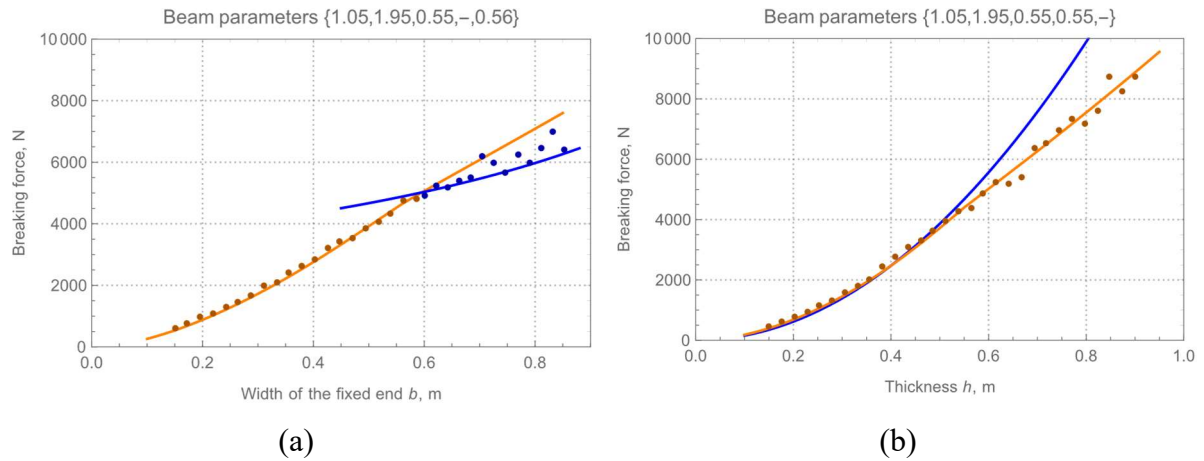 Beam parameters {1.05,1.95,0.55,−,0.56}
10 000
8000
6000
4000
2000
0
Breaking force, N
0.0 0.2 0.4 0.6 0.8
Width of the fixed end b, m
(a)
Beam parameters {1.05,1.95,0.55,0.55,−}
10 000
8000
6000
4000
2000
0
Breaking force, N
0.0 0.2 0.4 0.6 0.8 1.0
Thickness h, m
(b)